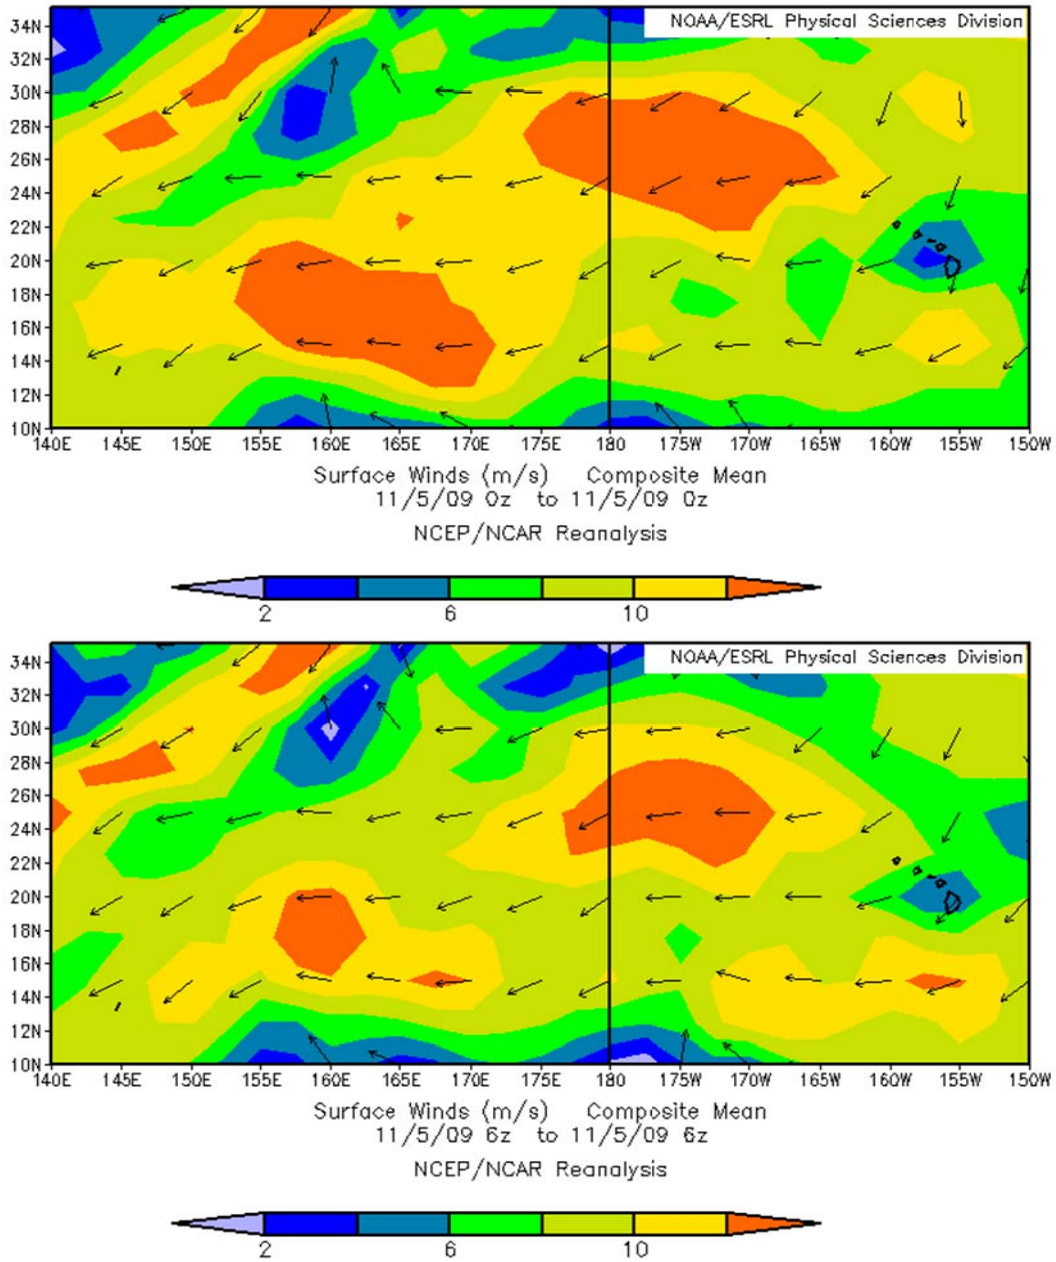 NOAA/ESRL Physical Sciences Division
34N
32N
30N
28N
26N
24N
22N
20N
18N
16N
14N
12N
10N
140E 145E 150E 155E 160E 165E 170E 175E 180 175W 170W 165W 160W 155W 150W
Surface Winds (m/s) Composite Mean
11/5/09 0z to 11/5/09 0z
NCEP/NCAR Reanalysis
2 6 10
NOAA/ESRL Physical Sciences Division
34N
32N
30N
28N
26N
24N
22N
20N
18N
16N
14N
12N
10N
140E 145E 150E 155E 160E 165E 170E 175E 180 175W 170W 165W 160W 155W 150W
Surface Winds (m/s) Composite Mean
11/5/09 6z to 11/5/09 6z
NCEP/NCAR Reanalysis
2 6 10